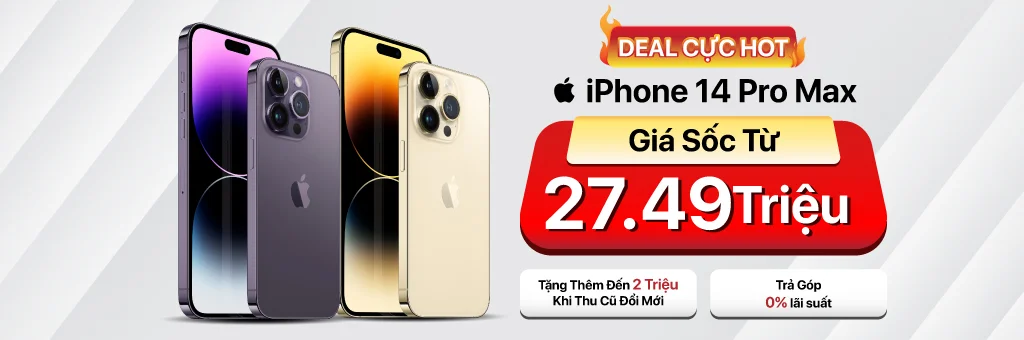 DEAL CỰC HOT
iPhone 14 Pro Max
Giá Sốc Từ
27.49Triệu
Tặng Thêm Đến 2 Triệu
Khi Thu Cũ Đổi Mới
Trả Góp
0% lãi suất